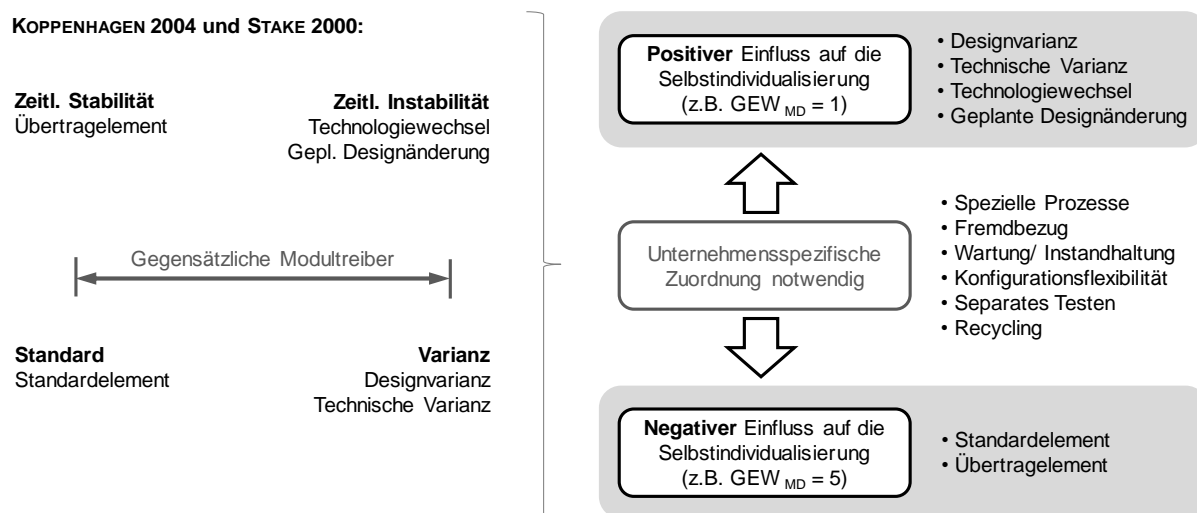 KOPPENHAGEN 2004 und STAKE 2000:
Zeitl. Stabilität
Übertragelement
Zeitl. Instabilität
Technologiewechsel
Gepl. Designänderung
Gegensätzliche Modultreiber
Standard
Standardelement
Varianz
Designvarianz
Technische Varianz
Positiver Einfluss auf die
Selbstindividualisierung
(z.B. GEW MD = 1)
• Designvarianz
• Technische Varianz
• Technologiewechsel
• Geplante Designänderung
Unternehmensspezifische
Zuordnung notwendig
• Spezielle Prozesse
• Fremdbezug
• Wartung/ Instandhaltung
• Konfigurationsflexibilität
• Separates Testen
• Recycling
Negativer Einfluss auf die
Selbstindividualisierung
(z.B. GEW MD = 5)
• Standardelement
• Übertragelement